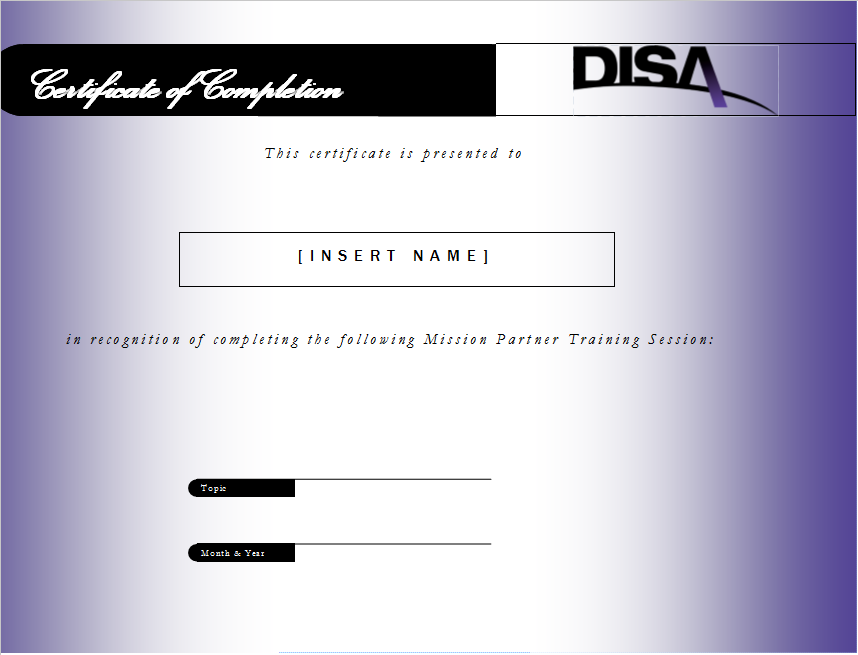 Certificate of Completion
DISA
This certificate is presented to
[INSERT NAME]
in recognition of completing the following Mission Partner Training Session:
Topic
Month & Year